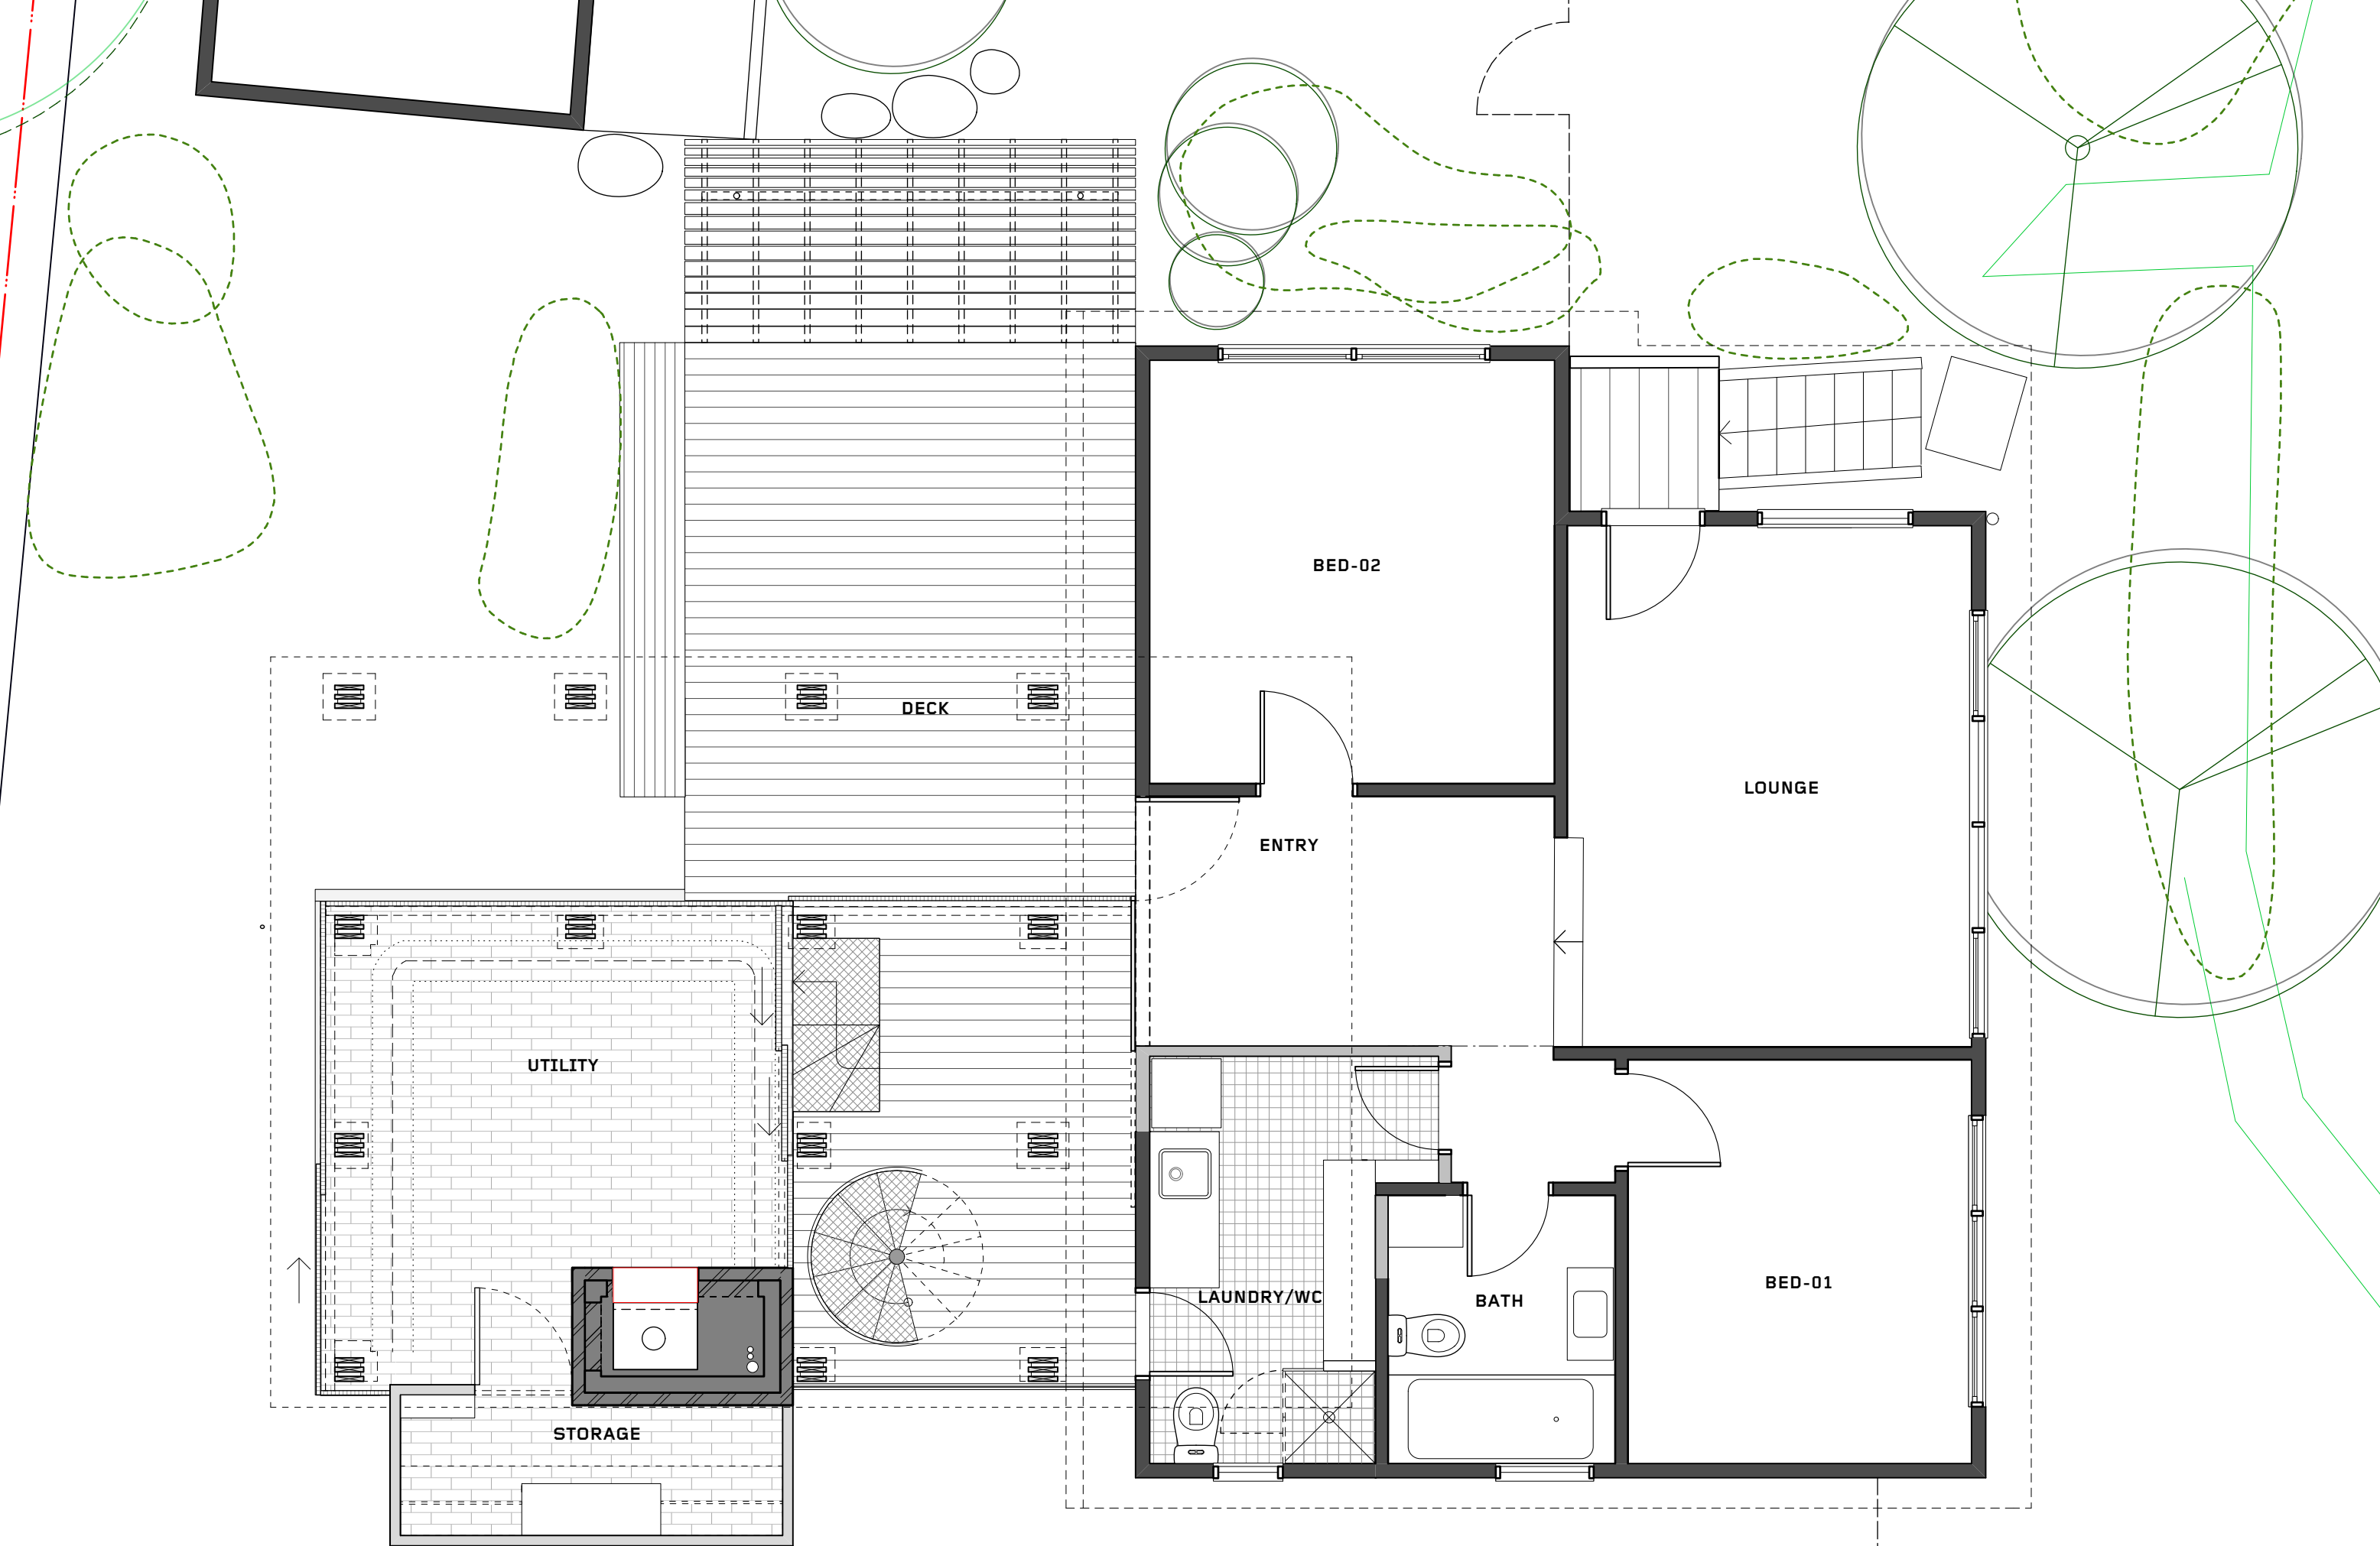 BED-02
DECK
LOUNGE
ENTRY
UTILITY
BED-01
LAUNDRY/WC
BATH
STORAGE